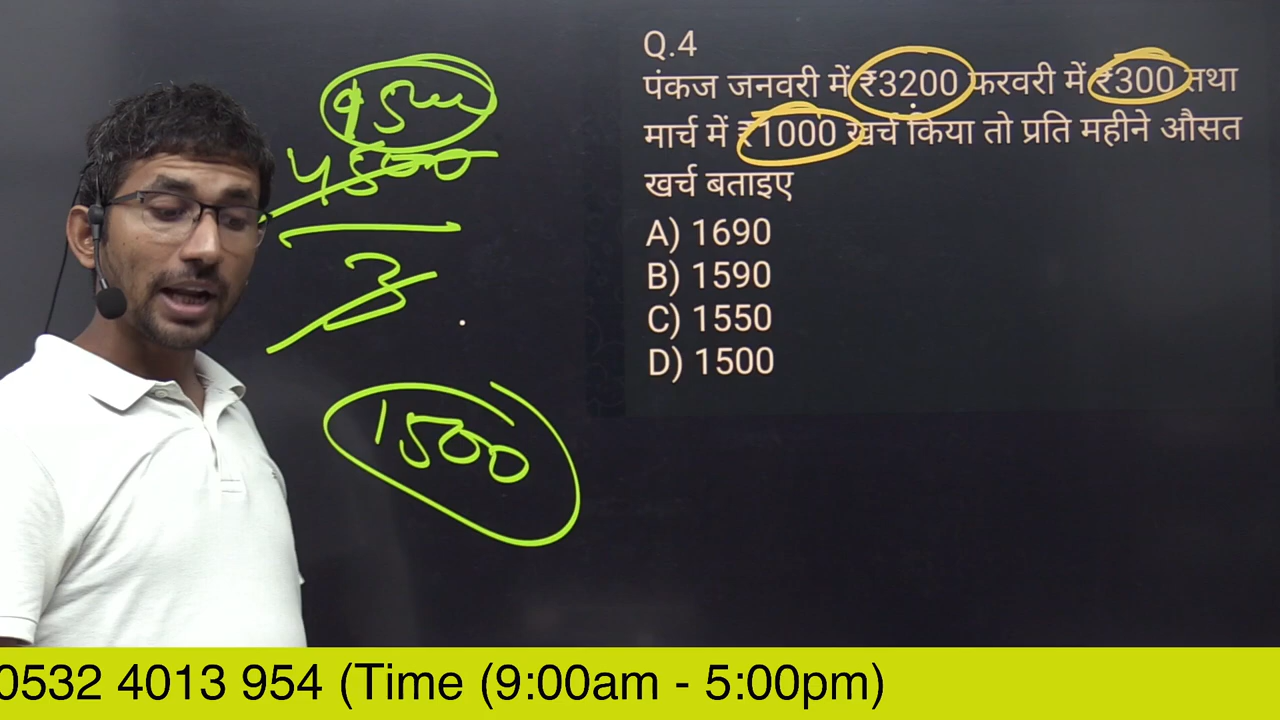 Q.4
पंकज जनवरी में ₹3200 फरवरी में ₹300 तथा
मार्च में ₹1000 खर्च किया तो प्रति महीने औसत
खर्च बताइए
A) 1690
B) 1590
C) 1550
D) 1500
4500
4500
3
1500
0532 4013 954 (Time (9:00am - 5:00pm)